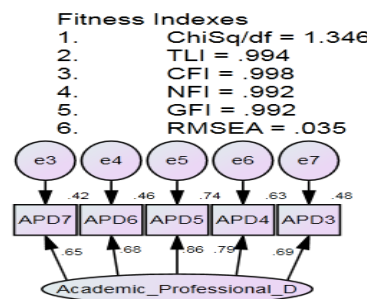 Fitness Indexes
1. ChiSq/df = 1.346
2. TLI = .994
3. CFI = .998
4. NFI = .992
5. GFI = .992
6. RMSEA = .035
e3 e4 e5 e6 e7
.42 .46 .74 .63 .48
APD7 APD6 APD5 APD4 APD3
.65 .68 .86 .79 .69
Academic_Professional_D